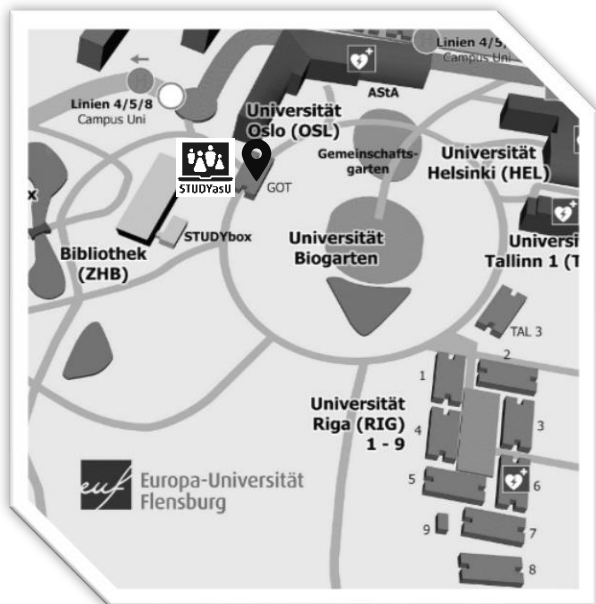 Linien 4/5/8
Campus Uni
Linien 4/5/
Campus Uni
AStA
Universität
Oslo (OSL)
Gemeinschafts-
garten
Universität
Helsinki (HEL)
STUDYasU
GOT
x
STUDYbox
Bibliothek
(ZHB)
Universität
Biogarten
Universi
Tallinn 1 (T
TAL 3
2
1
Universität
Riga (RIG)
1 - 9
3
4
5
6
9
7
8
euf
Europa-Universität
Flensburg